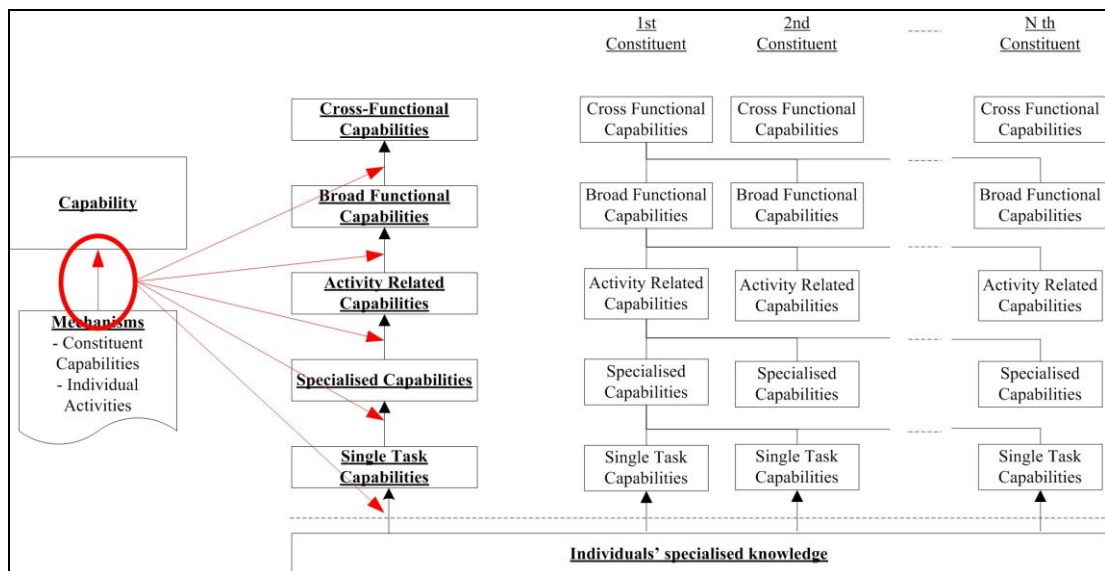 1st
Constituent
2nd
Constituent
N th
Constituent
Cross-Functional
Capabilities
Cross Functional
Capabilities
Cross Functional
Capabilities
Cross Functional
Capabilities
Capability
Broad Functional
Capabilities
Broad Functional
Capabilities
Broad Functional
Capabilities
Broad Functional
Capabilities
Activity Related
Capabilities
Activity Related
Capabilities
Activity Related
Capabilities
Activity Related
Capabilities
Mechanisms
- Constituent
Capabilities
- Individual
Activities
Specialised Capabilities
Specialised
Capabilities
Specialised
Capabilities
Specialised
Capabilities
Single Task
Capabilities
Single Task
Capabilities
Single Task
Capabilities
Single Task
Capabilities
Individuals' specialised knowledge